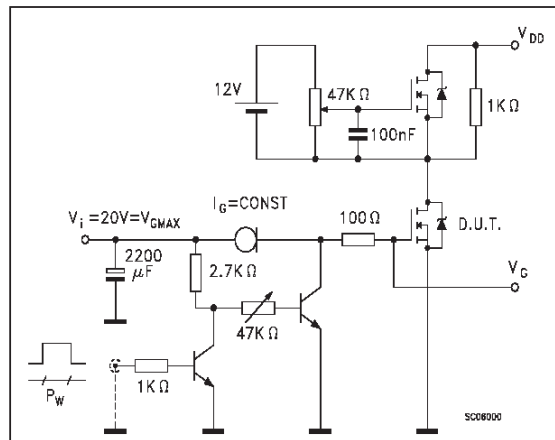 V_DD
12V
47KΩ
1KΩ
100nF
I_G=CONST
V_i =20V=V_GMAX
100Ω
D.U.T.
2200
μF
2.7KΩ
V_G
47KΩ
1KΩ
P_W
SC06000